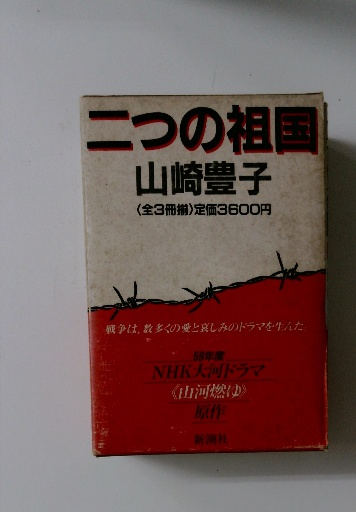 二つの祖国
山崎豊子
〈全3冊揃〉定価3600円
戦争は、数多くの愛と哀しみのドラマを生んだ
59年度
NHK大河ドラマ
《山河燃ゆ》
原作
新潮社